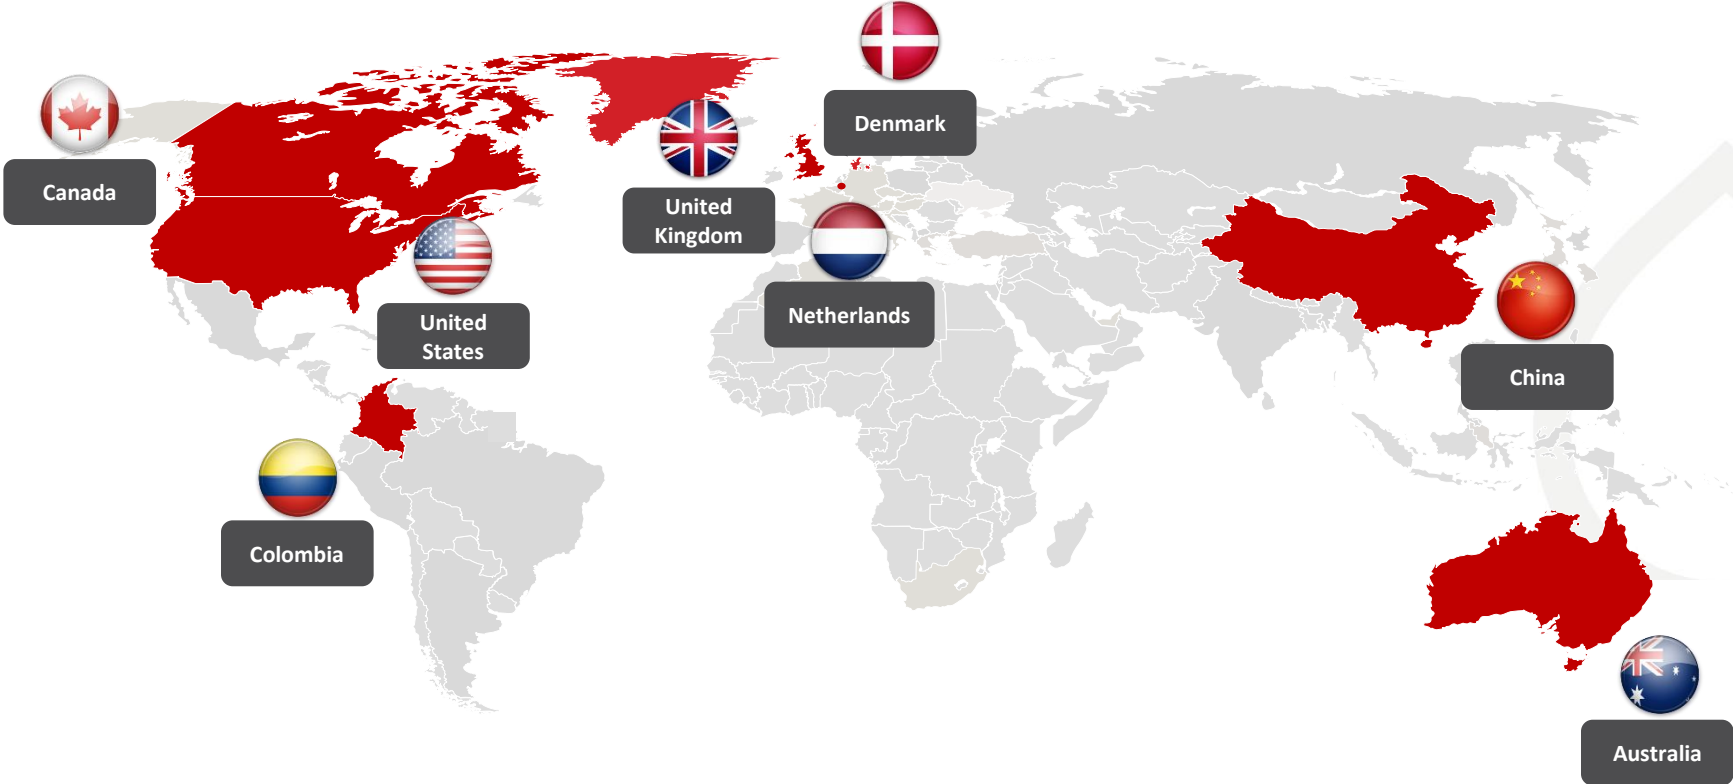 Denmark
Canada
United
Kingdom
United
States
Netherlands
China
Colombia
Australia